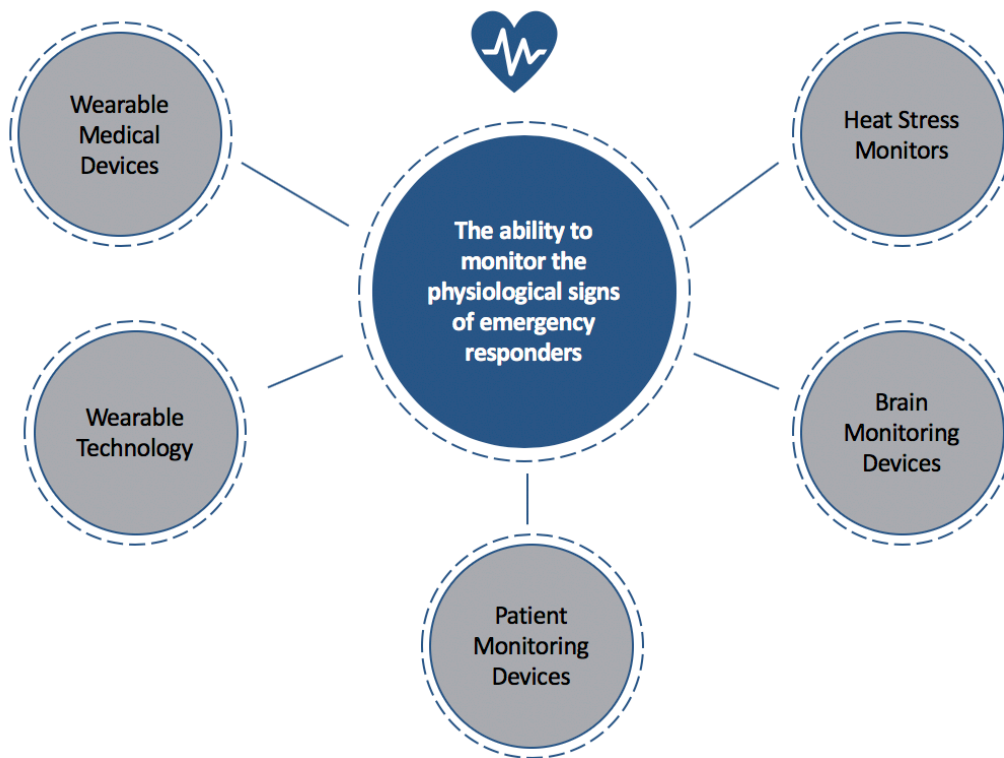 Wearable
Medical
Devices
Heat Stress
Monitors
The ability to
monitor the
physiological signs
of emergency
responders
Wearable
Technology
Brain
Monitoring
Devices
Patient
Monitoring
Devices